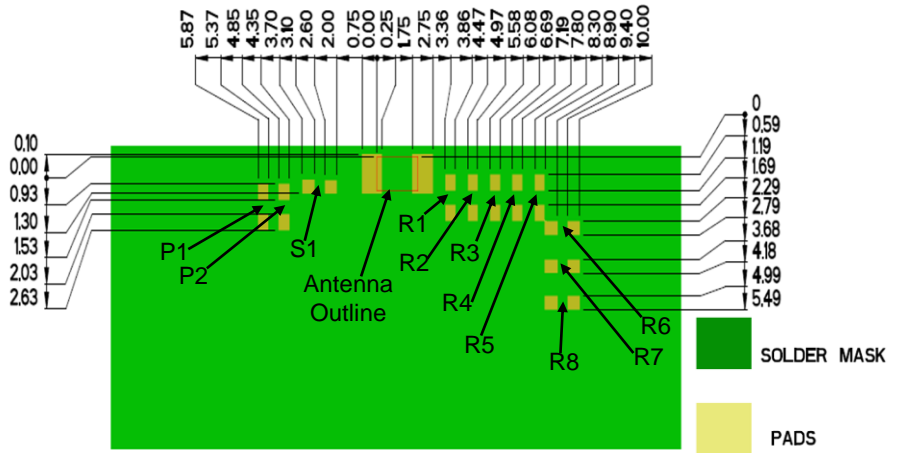 5.87
5.37
4.85
4.35
3.70
3.10
2.60
2.00
0.75
0.00
0.25
1.75
2.75
3.36
3.86
4.47
4.97
5.58
6.08
6.69
7.19
7.80
8.30
8.90
9.40
10.00
0.10
0.00
0.93
1.30
1.53
2.03
2.63
0
0.59
1.19
1.69
2.29
2.79
3.68
4.18
4.99
5.49
P1
P2
S1
Antenna
Outline
R1
R2
R3
R4
R5
R6
R7
R8
SOLDER MASK
PADS